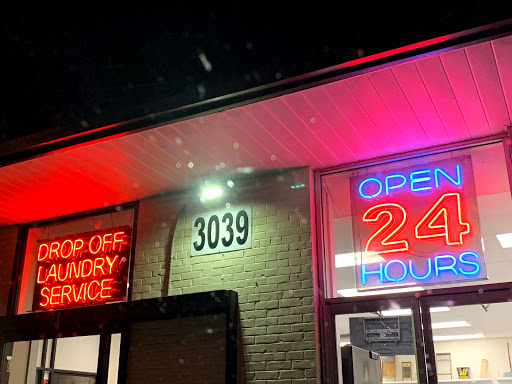 DROP OFF
LAUNDRY
SERVICE
3039
OPEN
24
HOURS